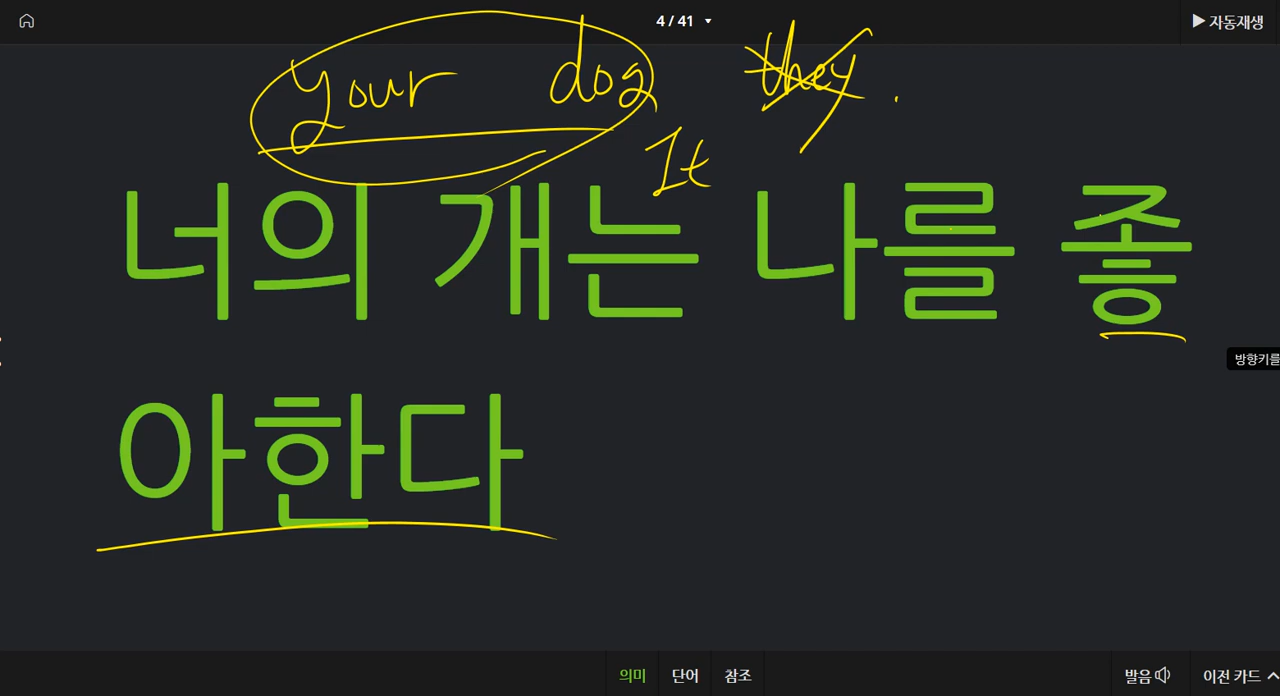 4 / 41
▶ 자동재생
your dog they.
It
너의 개는 나를 좋
아한다
방향키를
의미 단어 참조 발음 이전 카드